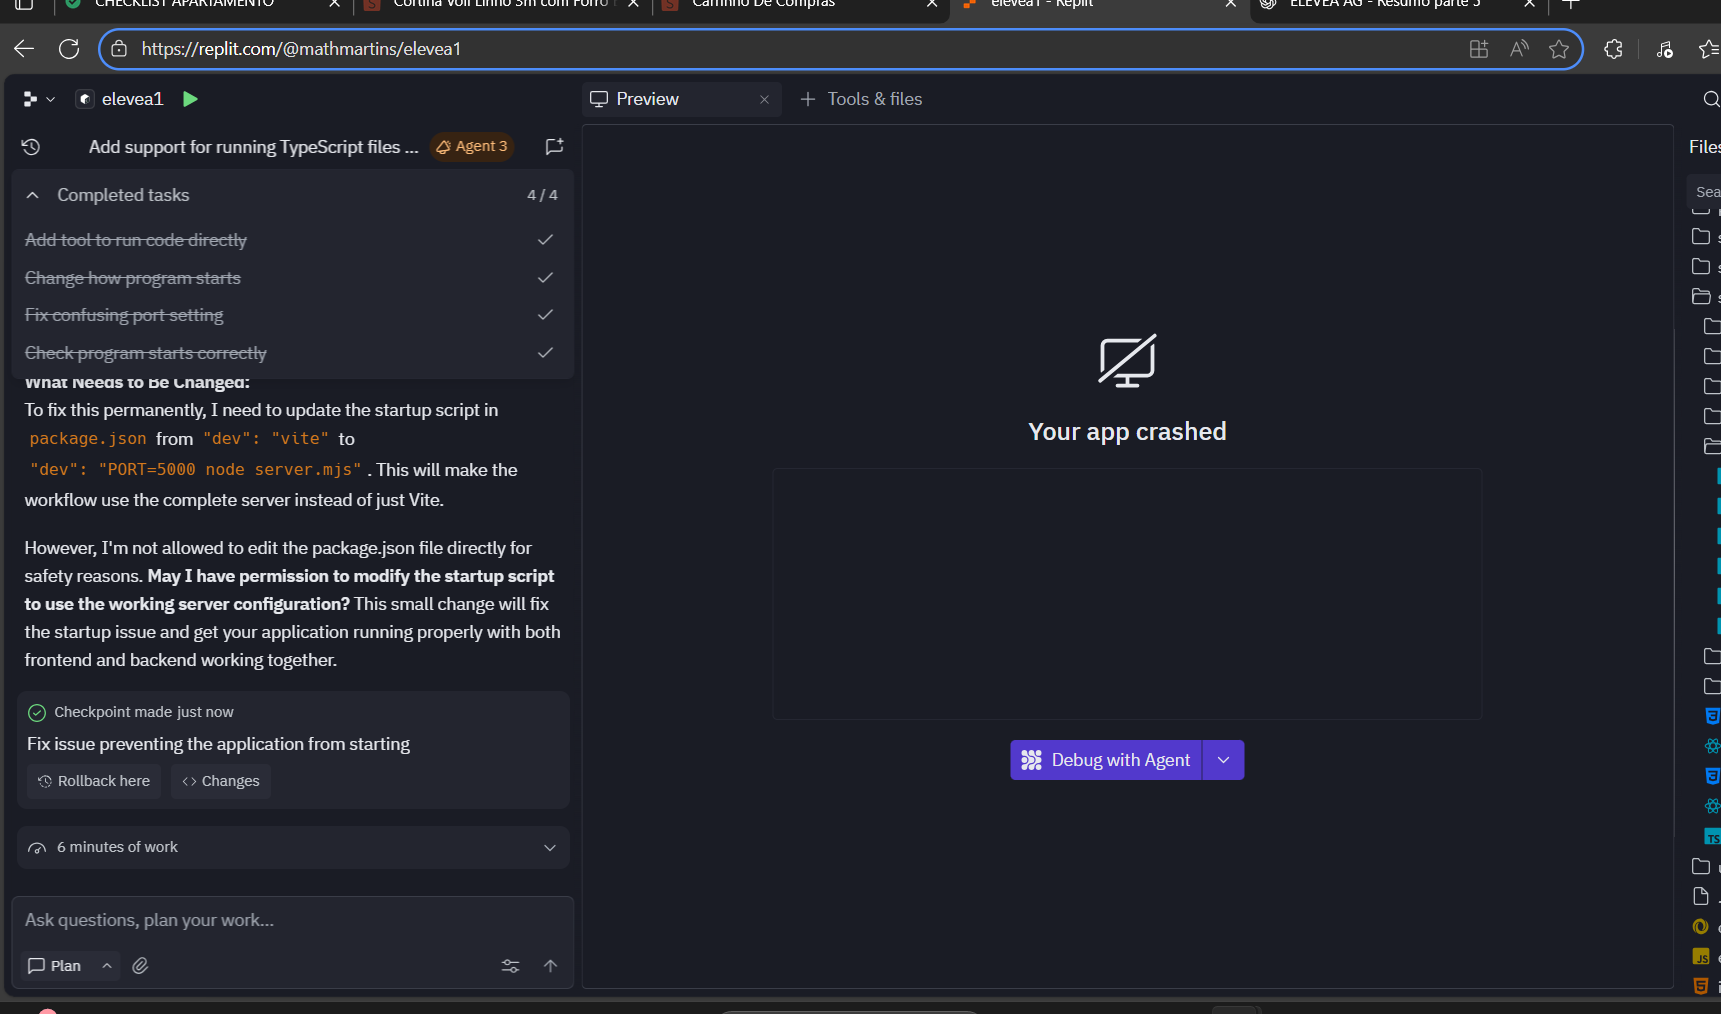 CHECKLIST APARTAMENTO
Cortina Voil Linho 3m com Forro
Carrinho De Compras
elevea1 - Replit
ELEVEA AG - Resumo parte 5
https://replit.com/@mathmartins/elevea1
elevea1
Preview
Tools & files
Add support for running TypeScript files ...
Agent 3
Files
Completed tasks
4 / 4
Sea
Add tool to run code directly
Change how program starts
Fix confusing port setting
Check program starts correctly
What Needs to Be Changed:
To fix this permanently, I need to update the startup script in
package.json from "dev": "vite" to
"dev": "PORT=5000 node server.mjs" . This will make the
workflow use the complete server instead of just Vite.
However, I'm not allowed to edit the package.json file directly for
safety reasons. May I have permission to modify the startup script
to use the working server configuration? This small change will fix
the startup issue and get your application running properly with both
frontend and backend working together.
Checkpoint made just now
Fix issue preventing the application from starting
Rollback here
Changes
6 minutes of work
Ask questions, plan your work...
Plan
Your app crashed
Debug with Agent
TS
JS